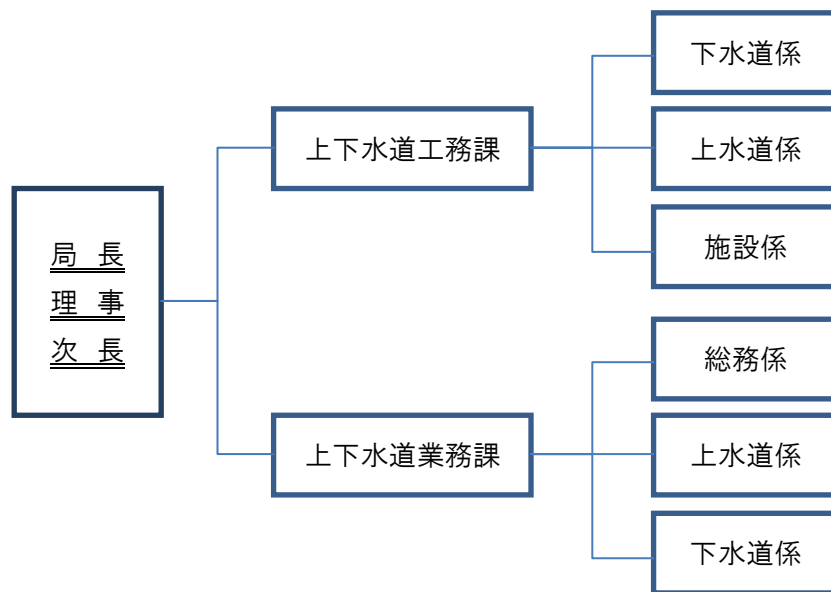 局　長
理　事
次　長
上下水道工務課
下水道係
上水道係
施設係
上下水道業務課
総務係
上水道係
下水道係